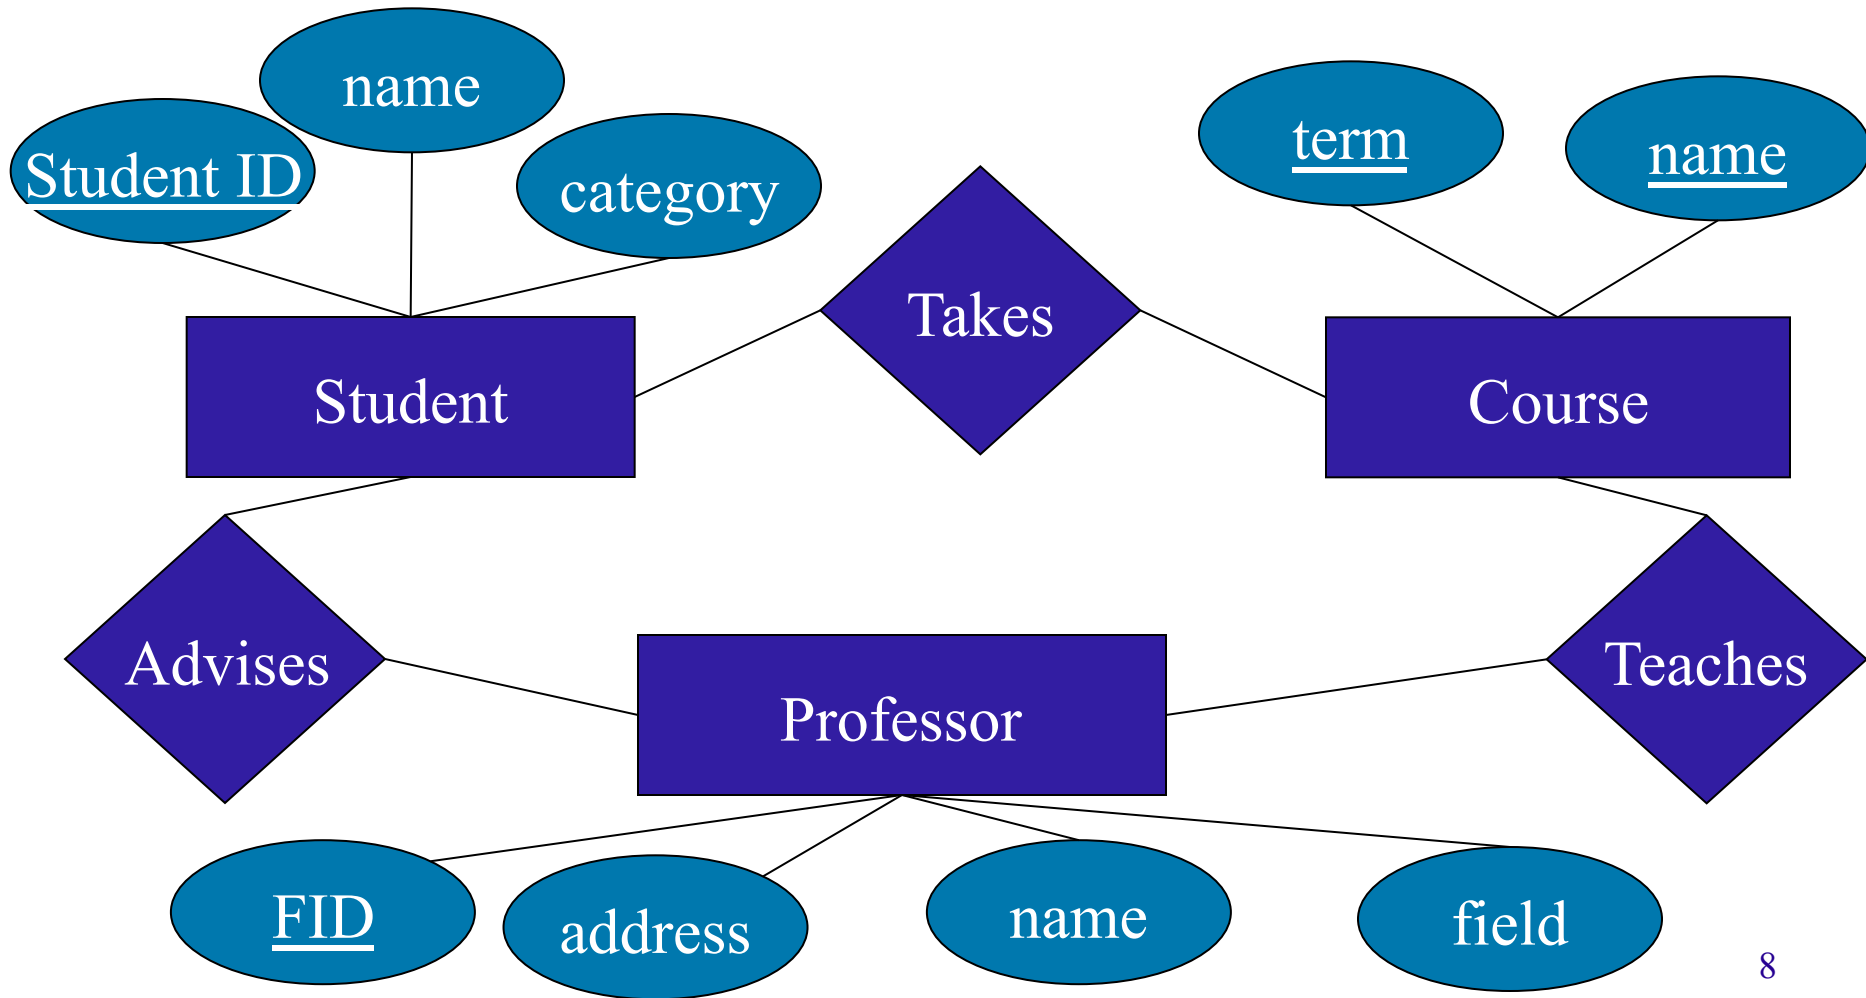 name
Student ID
category
term
name
Takes
Student
Course
Advises
Professor
Teaches
FID
address
name
field
8